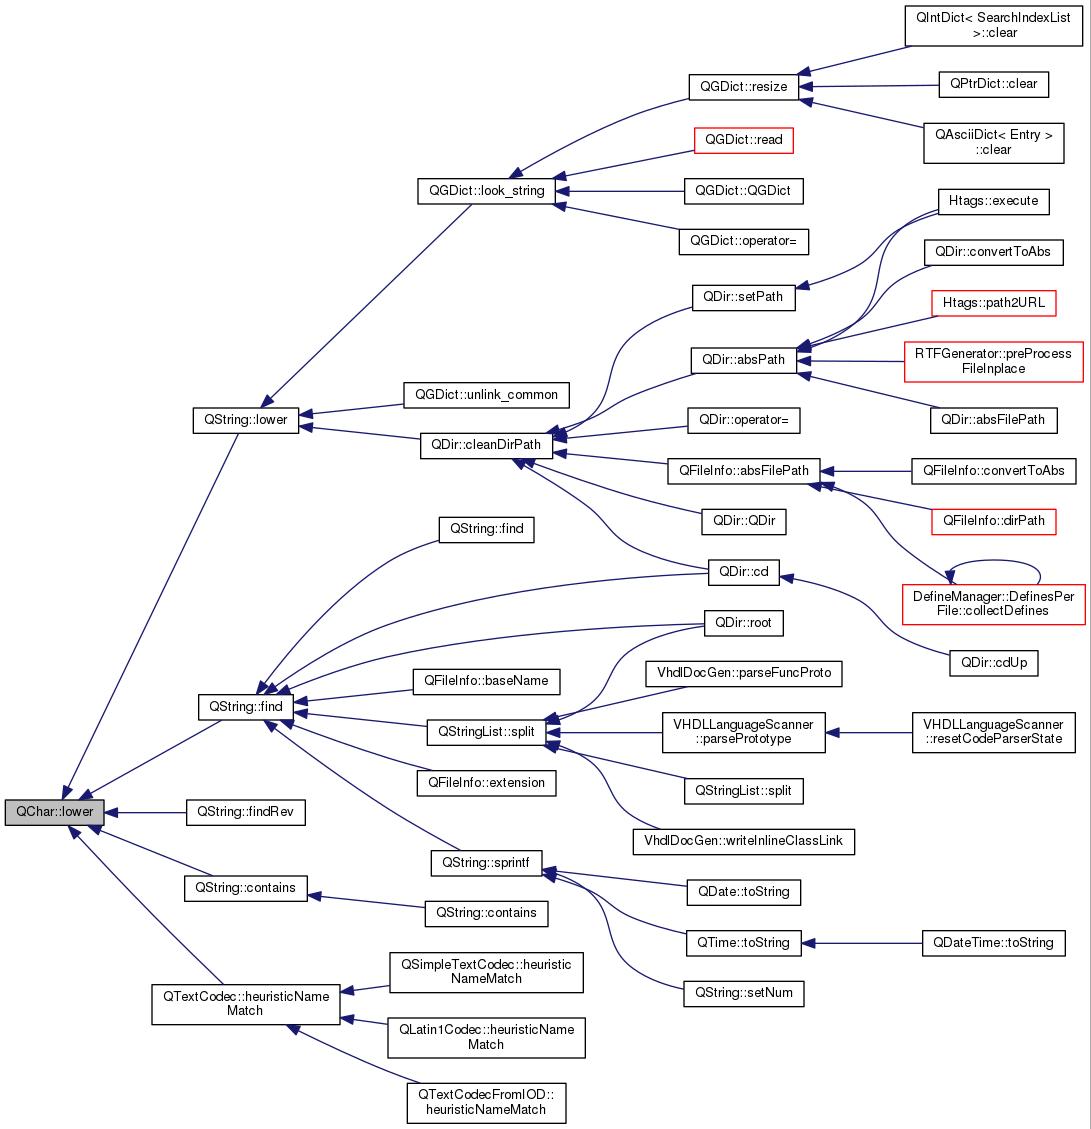 QIntDict< SearchIndexList
>::clear
QGDict::resize
QPtrDict::clear
QAsciiDict< Entry >
::clear
QGDict::read
QGDict::look_string
QGDict::QGDict
QGDict::operator=
Htags::execute
QDir::convertToAbs
QDir::setPath
Htags::path2URL
QDir::absPath
RTFGenerator::preProcess
FileInplace
QGDict::unlink_common
QDir::absFilePath
QString::lower
QDir::operator=
QDir::cleanDirPath
QFileInfo::absFilePath
QFileInfo::convertToAbs
QDir::QDir
QFileInfo::dirPath
QString::find
QDir::cd
DefineManager::DefinesPer
File::collectDefines
QDir::root
QDir::cdUp
VhdlDocGen::parseFuncProto
QFileInfo::baseName
QString::find
QStringList::split
VHDLLanguageScanner
::parsePrototype
VHDLLanguageScanner
::resetCodeParserState
QFileInfo::extension
QStringList::split
QChar::lower
QString::findRev
VhdlDocGen::writeInlineClassLink
QString::sprintf
QString::contains
QDate::toString
QString::contains
QTime::toString
QDateTime::toString
QSimpleTextCodec::heuristic
NameMatch
QString::setNum
QTextCodec::heuristicName
Match
QLatin1Codec::heuristicName
Match
QTextCodecFromIOD::
heuristicNameMatch